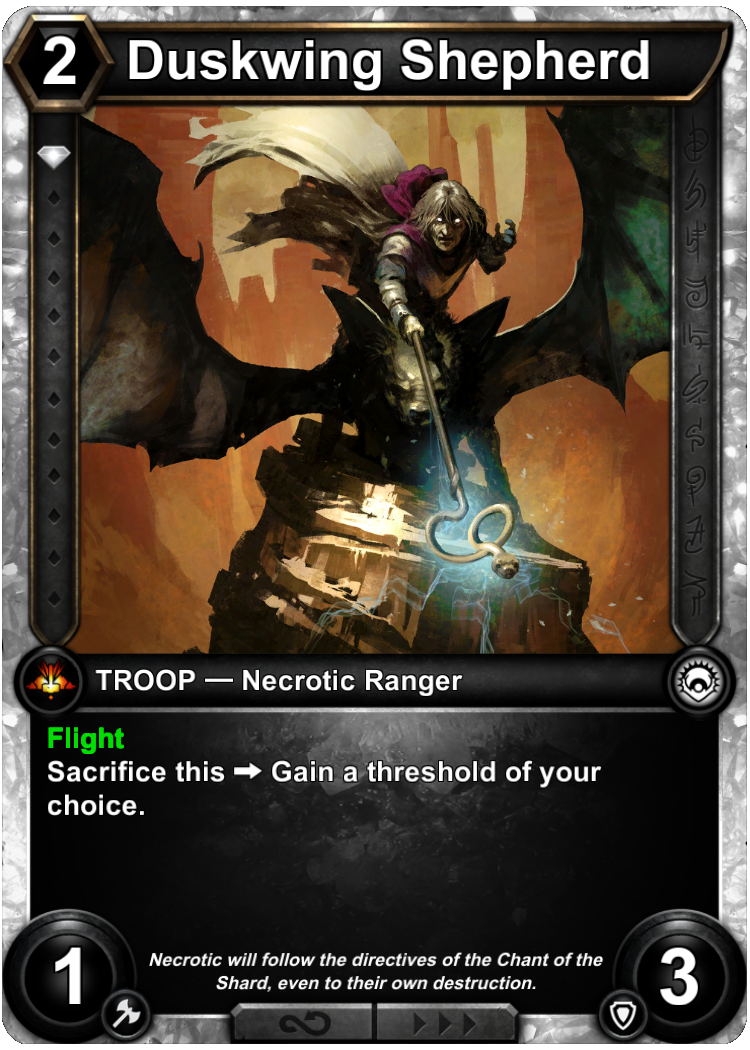 2 Duskwing Shepherd
TROOP — Necrotic Ranger
Flight
Sacrifice this ➡ Gain a threshold of your
choice.
Necrotic will follow the directives of the Chant of the
Shard, even to their own destruction.
1
3